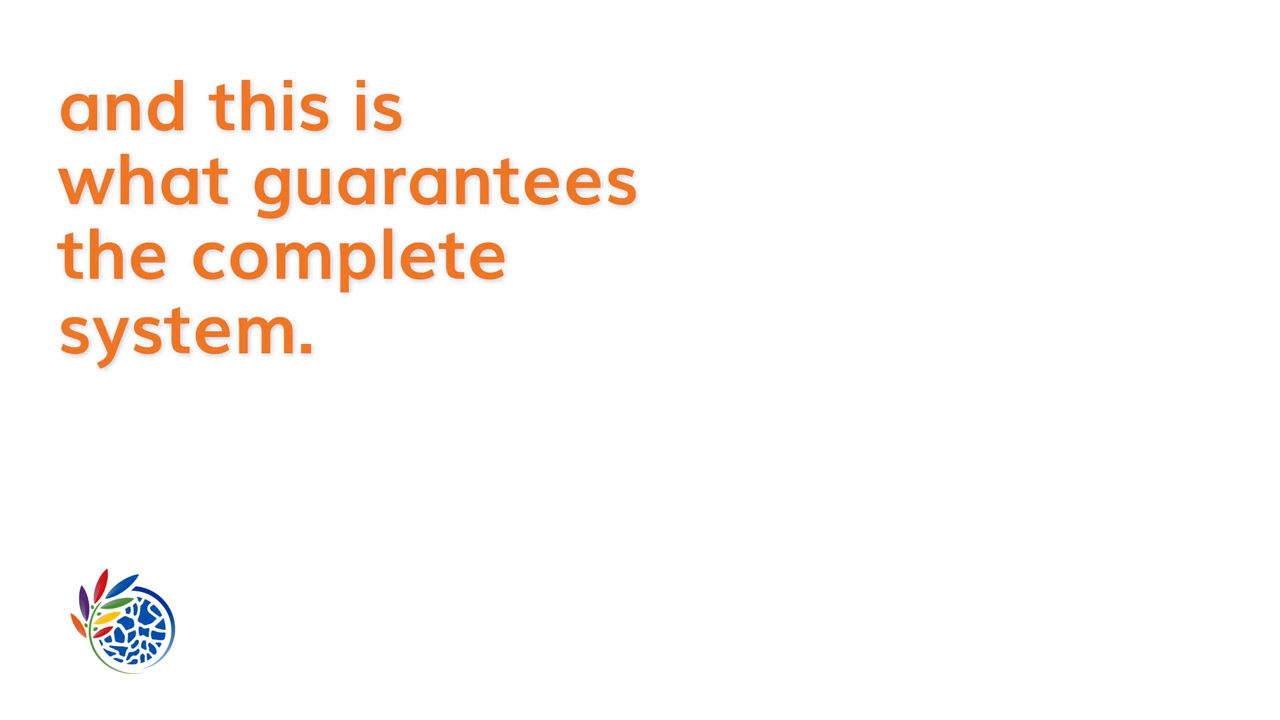 and this is
what guarantees
the complete
system.